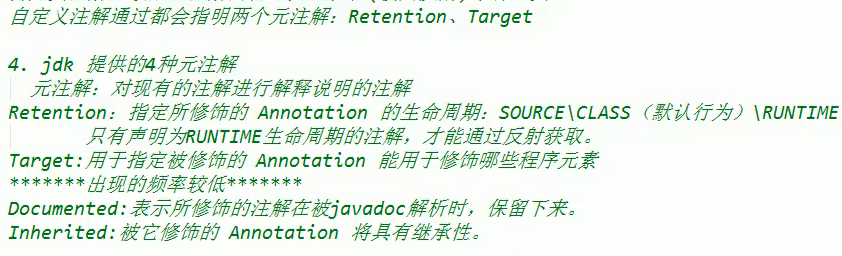 自定义注解通过都会指明两个元注解：Retention、Target
4. jdk 提供的4种元注解
元注解：对现有的注解进行解释说明的注解
Retention：指定所修饰的 Annotation 的生命周期：SOURCE\CLASS（默认行为）\RUNTIME
只有声明为RUNTIME生命周期的注解，才能通过反射获取。
Target:用于指定被修饰的 Annotation 能用于修饰哪些程序元素
*******出现的频率较低*******
Documented:表示所修饰的注解在被javadoc解析时，保留下来。
Inherited:被它修饰的 Annotation 将具有继承性。